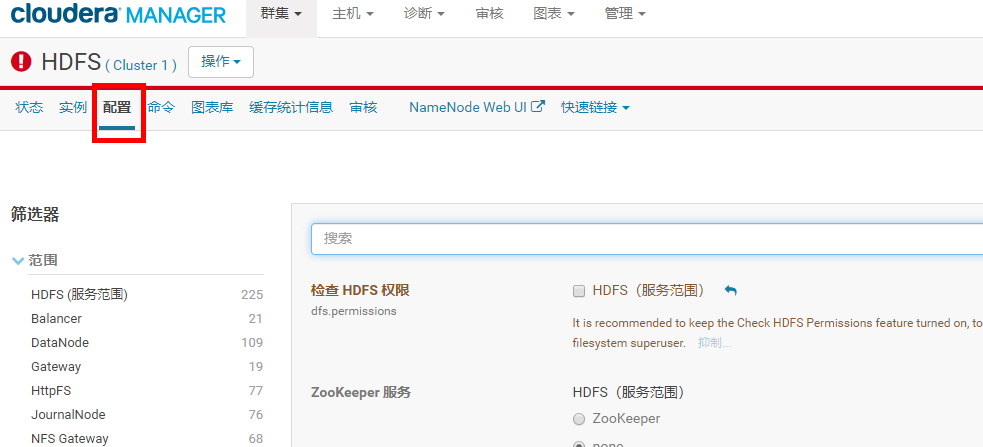 cloudera MANAGER 群集 主机 诊断 审核 图表 管理
HDFS ( Cluster 1 ) 操作
状态 实例 配置 命令 图表库 缓存统计信息 审核 NameNode Web UI 快速链接
筛选器
搜索
范围
HDFS (服务范围) 225
检查 HDFS 权限 HDFS（服务范围）
dfs.permissions
Balancer 21
It is recommended to keep the Check HDFS Permissions feature turned on, to
DataNode 109
filesystem superuser. 抑制...
Gateway 19
HttpFS 77
ZooKeeper 服务 HDFS（服务范围）
JournalNode 76
ZooKeeper
NFS Gateway 68
none